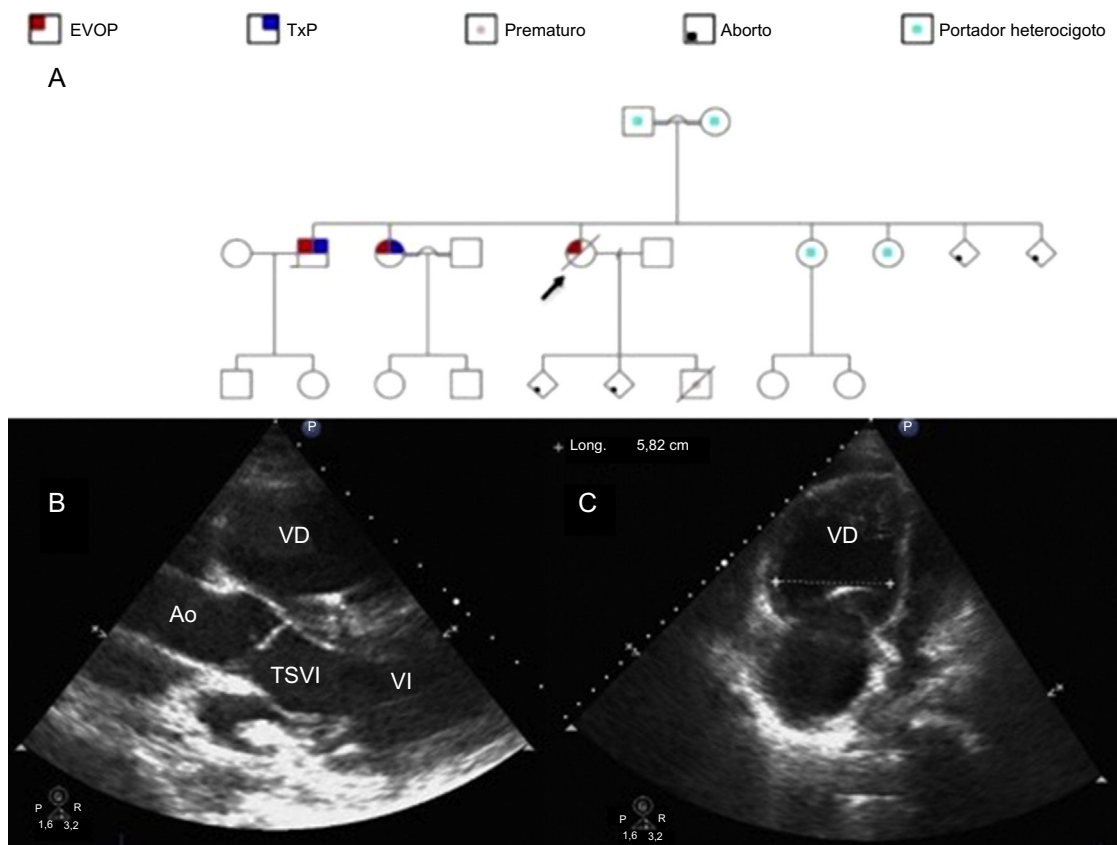 EVOP TxP Prematuro Aborto Portador heterocigoto
A
P P
Long. 5,82 cm
B C
VD VD
Ao
TSVI VI
G G
P R P R
1,6 3,2 1,6 3,2